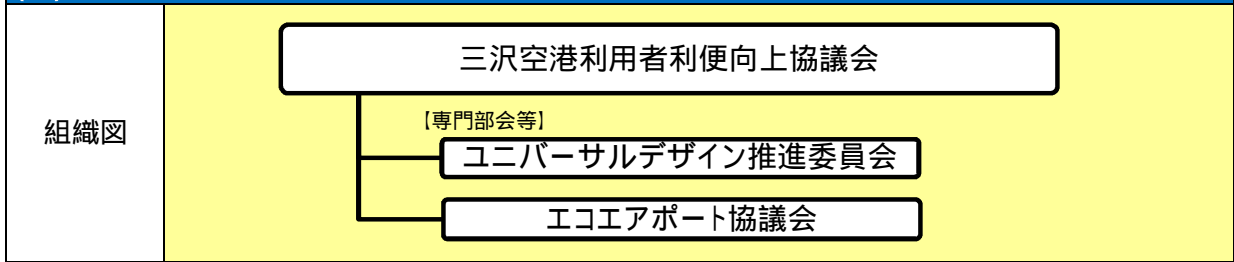 三沢空港利用者利便向上協議会
組織図
【専門部会等】
ユニバーサルデザイン推進委員会
エコエアポート協議会